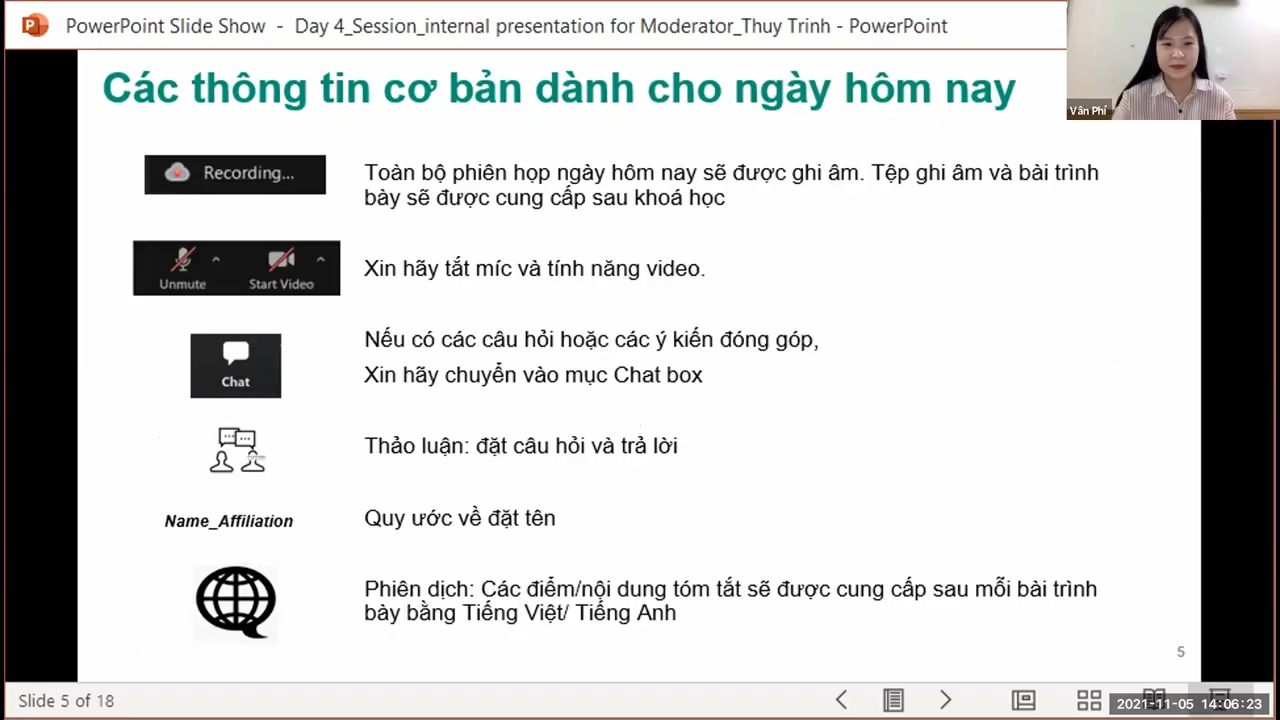 PowerPoint Slide Show - Day 4_Session_internal presentation for Moderator_Thuy Trinh - PowerPoint
Vân Phí
Các thông tin cơ bản dành cho ngày hôm nay
Recording...
Toàn bộ phiên họp ngày hôm nay sẽ được ghi âm. Tệp ghi âm và bài trình
bày sẽ được cung cấp sau khoá học
Unmute
Start Video
Xin hãy tắt míc và tính năng video.
Chat
Nếu có các câu hỏi hoặc các ý kiến đóng góp,
Xin hãy chuyển vào mục Chat box
Thảo luận: đặt câu hỏi và trả lời
Name_Affiliation
Quy ước về đặt tên
Phiên dịch: Các điểm/nội dung tóm tắt sẽ được cung cấp sau mỗi bài trình
bày bằng Tiếng Việt/ Tiếng Anh
5
Slide 5 of 18
2021-11-05 14:06:23